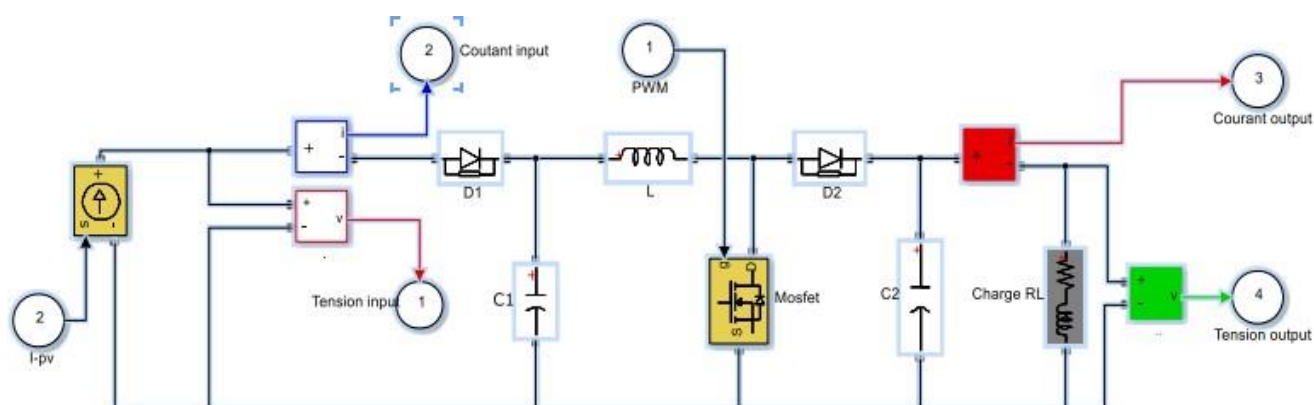 2
Coutant input
1
PWM
3
Courant output
+
i
-
+
s
-
D1
L
D2
+
+
-
v
Tension input
1
2
I-pv
C1
g
D
S
Mosfet
C2
Charge RL
+
-
v
4
Tension output